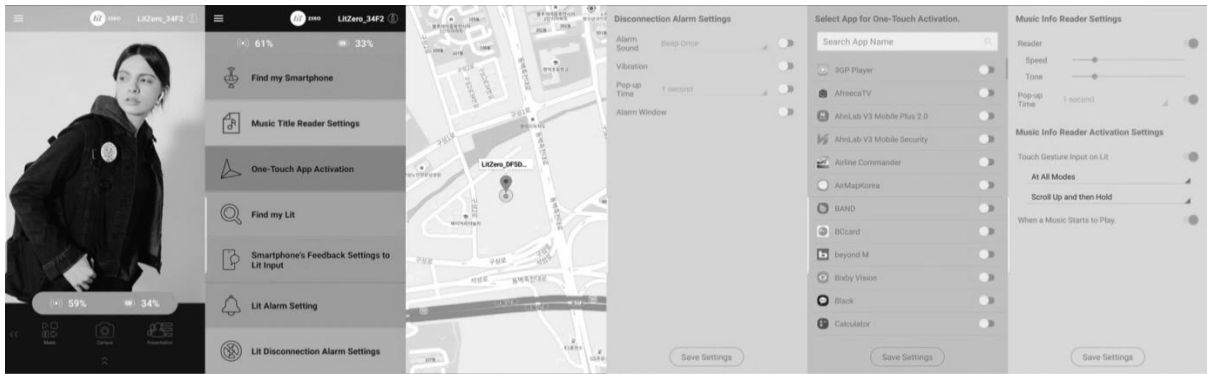 Lit ZERO
LitZero_34F2
59%
34%
Music
Camera
Presentation
Lit ZERO
LitZero_34F2
61%
33%
Find my Smartphone
Music Title Reader Settings
One-Touch App Activation
Find my Lit
Smartphone's Feedback Settings to
Lit Input
Lit Alarm Setting
Lit Disconnection Alarm Settings
LitZero_DF5D...
Disconnection Alarm Settings
Alarm
Sound
Beep Once
Vibration
Pop-up
Time
1 second
Alarm Window
Save Settings
Select App for One-Touch Activation.
Search App Name
3GP Player
AfreecaTV
AhnLab V3 Mobile Plus 2.0
AhnLab V3 Mobile Security
Airline Commander
AirMapKorea
BAND
BCcard
beyond M
Bixby Vision
Blask
Calculator
Save Settings
Music Info Reader Settings
Reader
Speed
Tone
Pop-up
Time
1 second
Music Info Reader Activation Settings
Touch Gesture Input on Lit
At All Modes
Scroll Up and then Hold
When a Music Starts to Play.
Save Settings